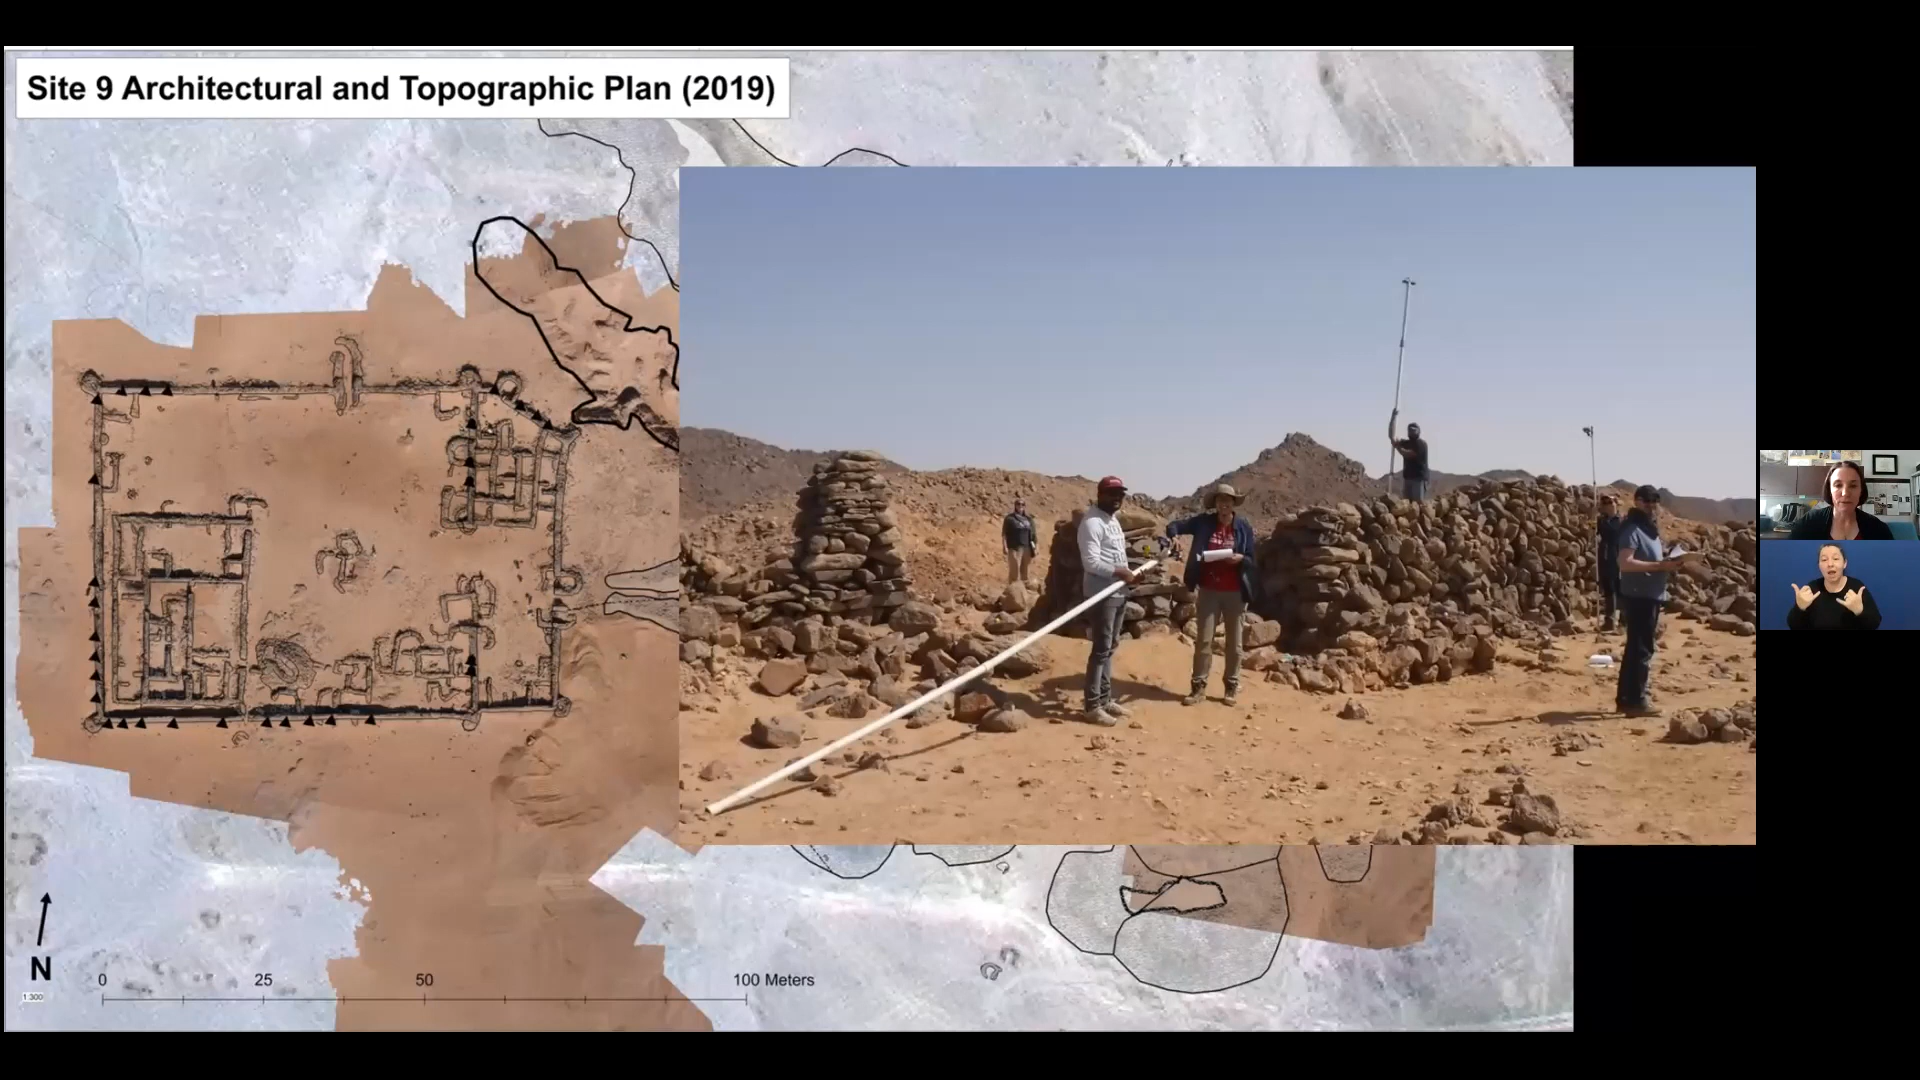 Site 9 Architectural and Topographic Plan (2019)
N
1:300
0 25 50 100 Meters